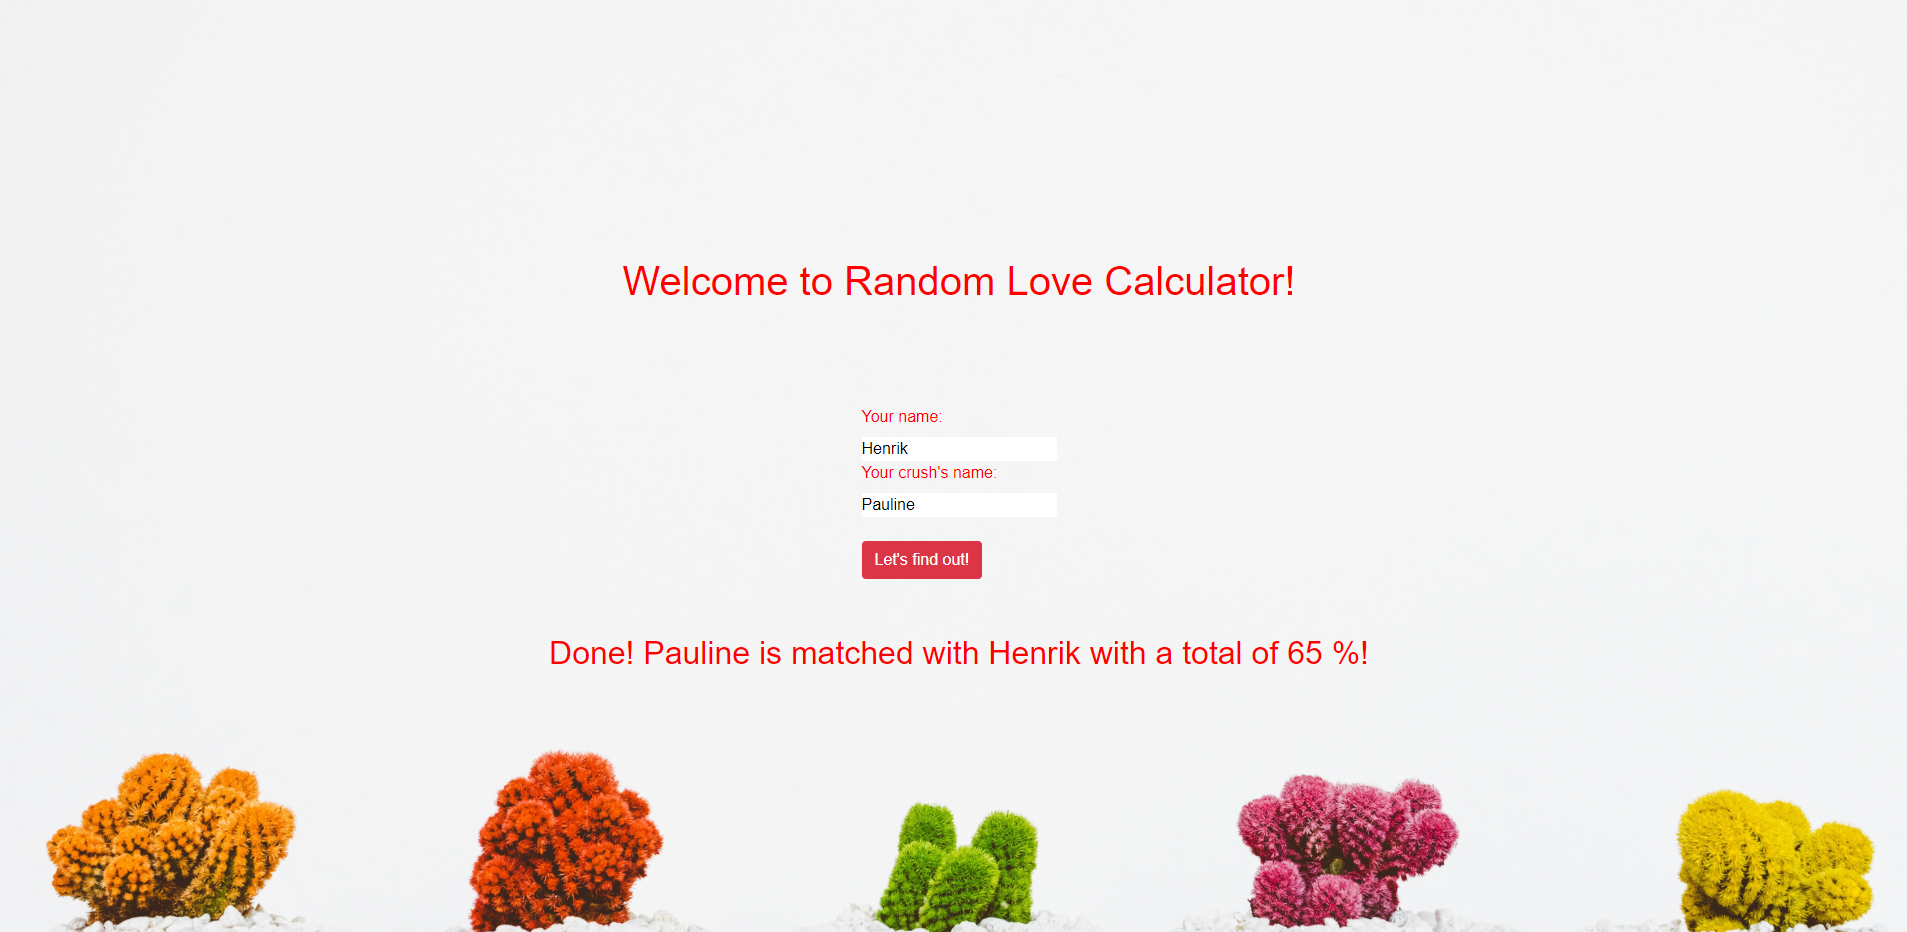 Welcome to Random Love Calculator!
Your name:
Henrik
Your crush's name:
Pauline
Let's find out!
Done! Pauline is matched with Henrik with a total of 65 %!